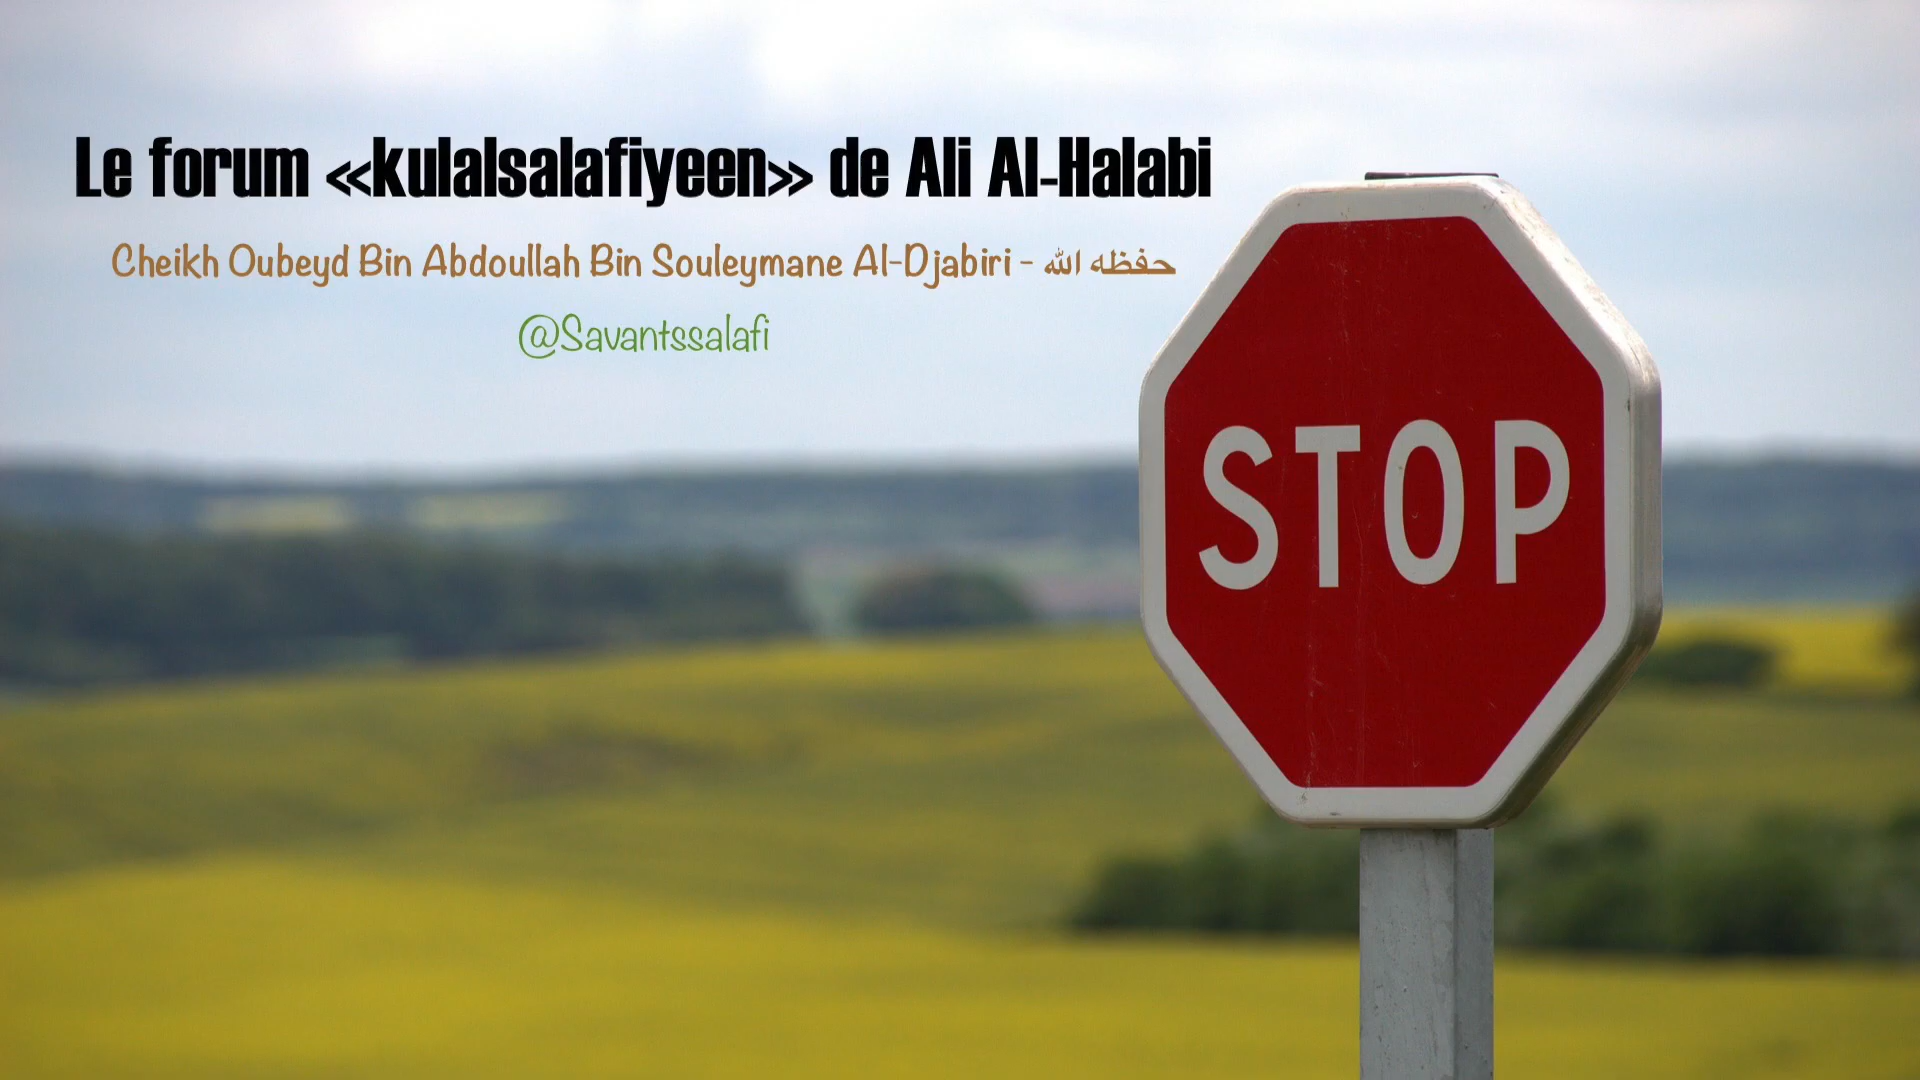 Le forum «kulalsalafiyeen» de Ali Al-Halabi
Cheikh Oubeyd Bin Abdoullah Bin Souleymane Al-Djabiri - حفظه الله
@Savantssalafi
STOP